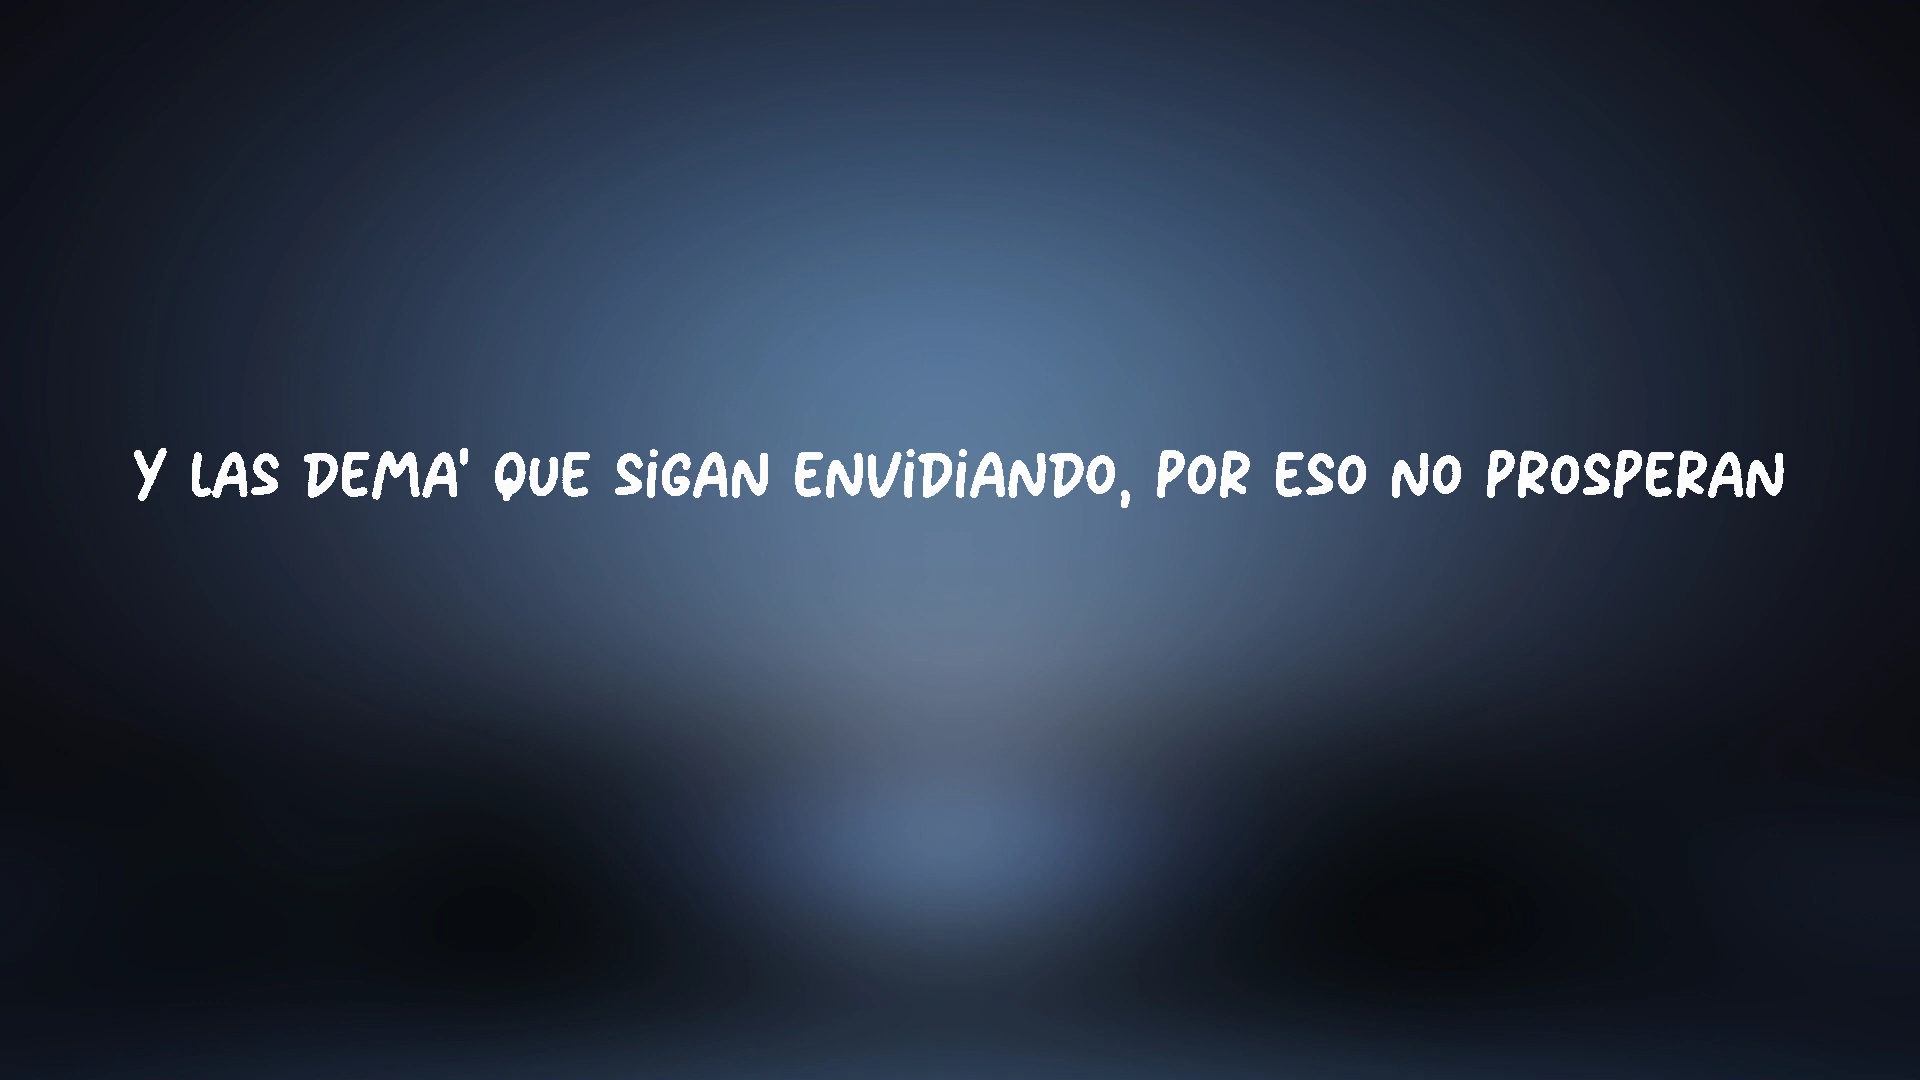 Y LAS DEMA' QUE SiGAN ENViDiANDO, POR ESO NO PROSPERAN